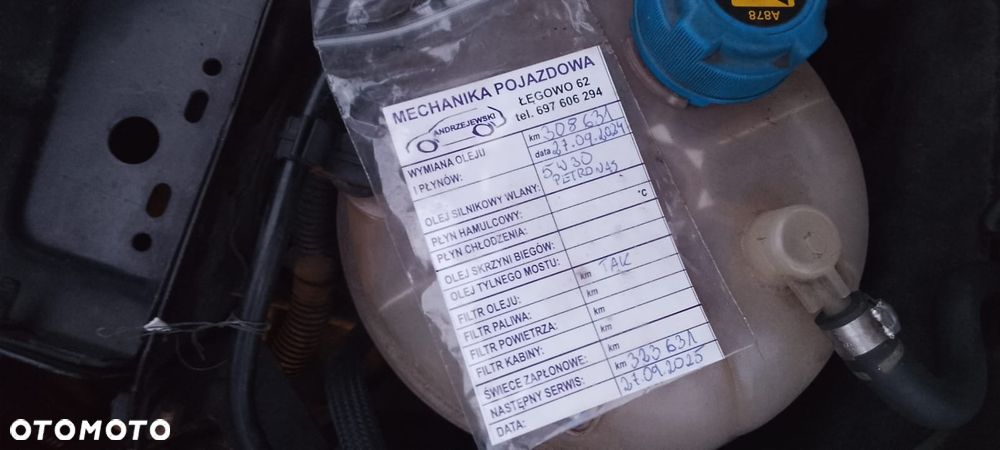 A878
MECHANIKA POJAZDOWA
ANDRZEJEWSKI
ŁĘGOWO 62
tel. 697 606 294
WYMIANA OLEJU km 308 631
I PŁYNÓW: data 27.09.2024
OLEJ SILNIKOWY WLANY: 5W30 PETRONAS
PŁYN HAMULCOWY: °C
PŁYN CHŁODZENIA:
OLEJ SKRZYNI BIEGÓW:
OLEJ TYLNEGO MOSTU:
FILTR OLEJU: km TAK
FILTR PALIWA: km
FILTR POWIETRZA: km
FILTR KABINY: km
ŚWIECE ZAPŁONOWE: km
NASTĘPNY SERWIS: km 323 631
DATA: 27.09.2025
OTOMOTO